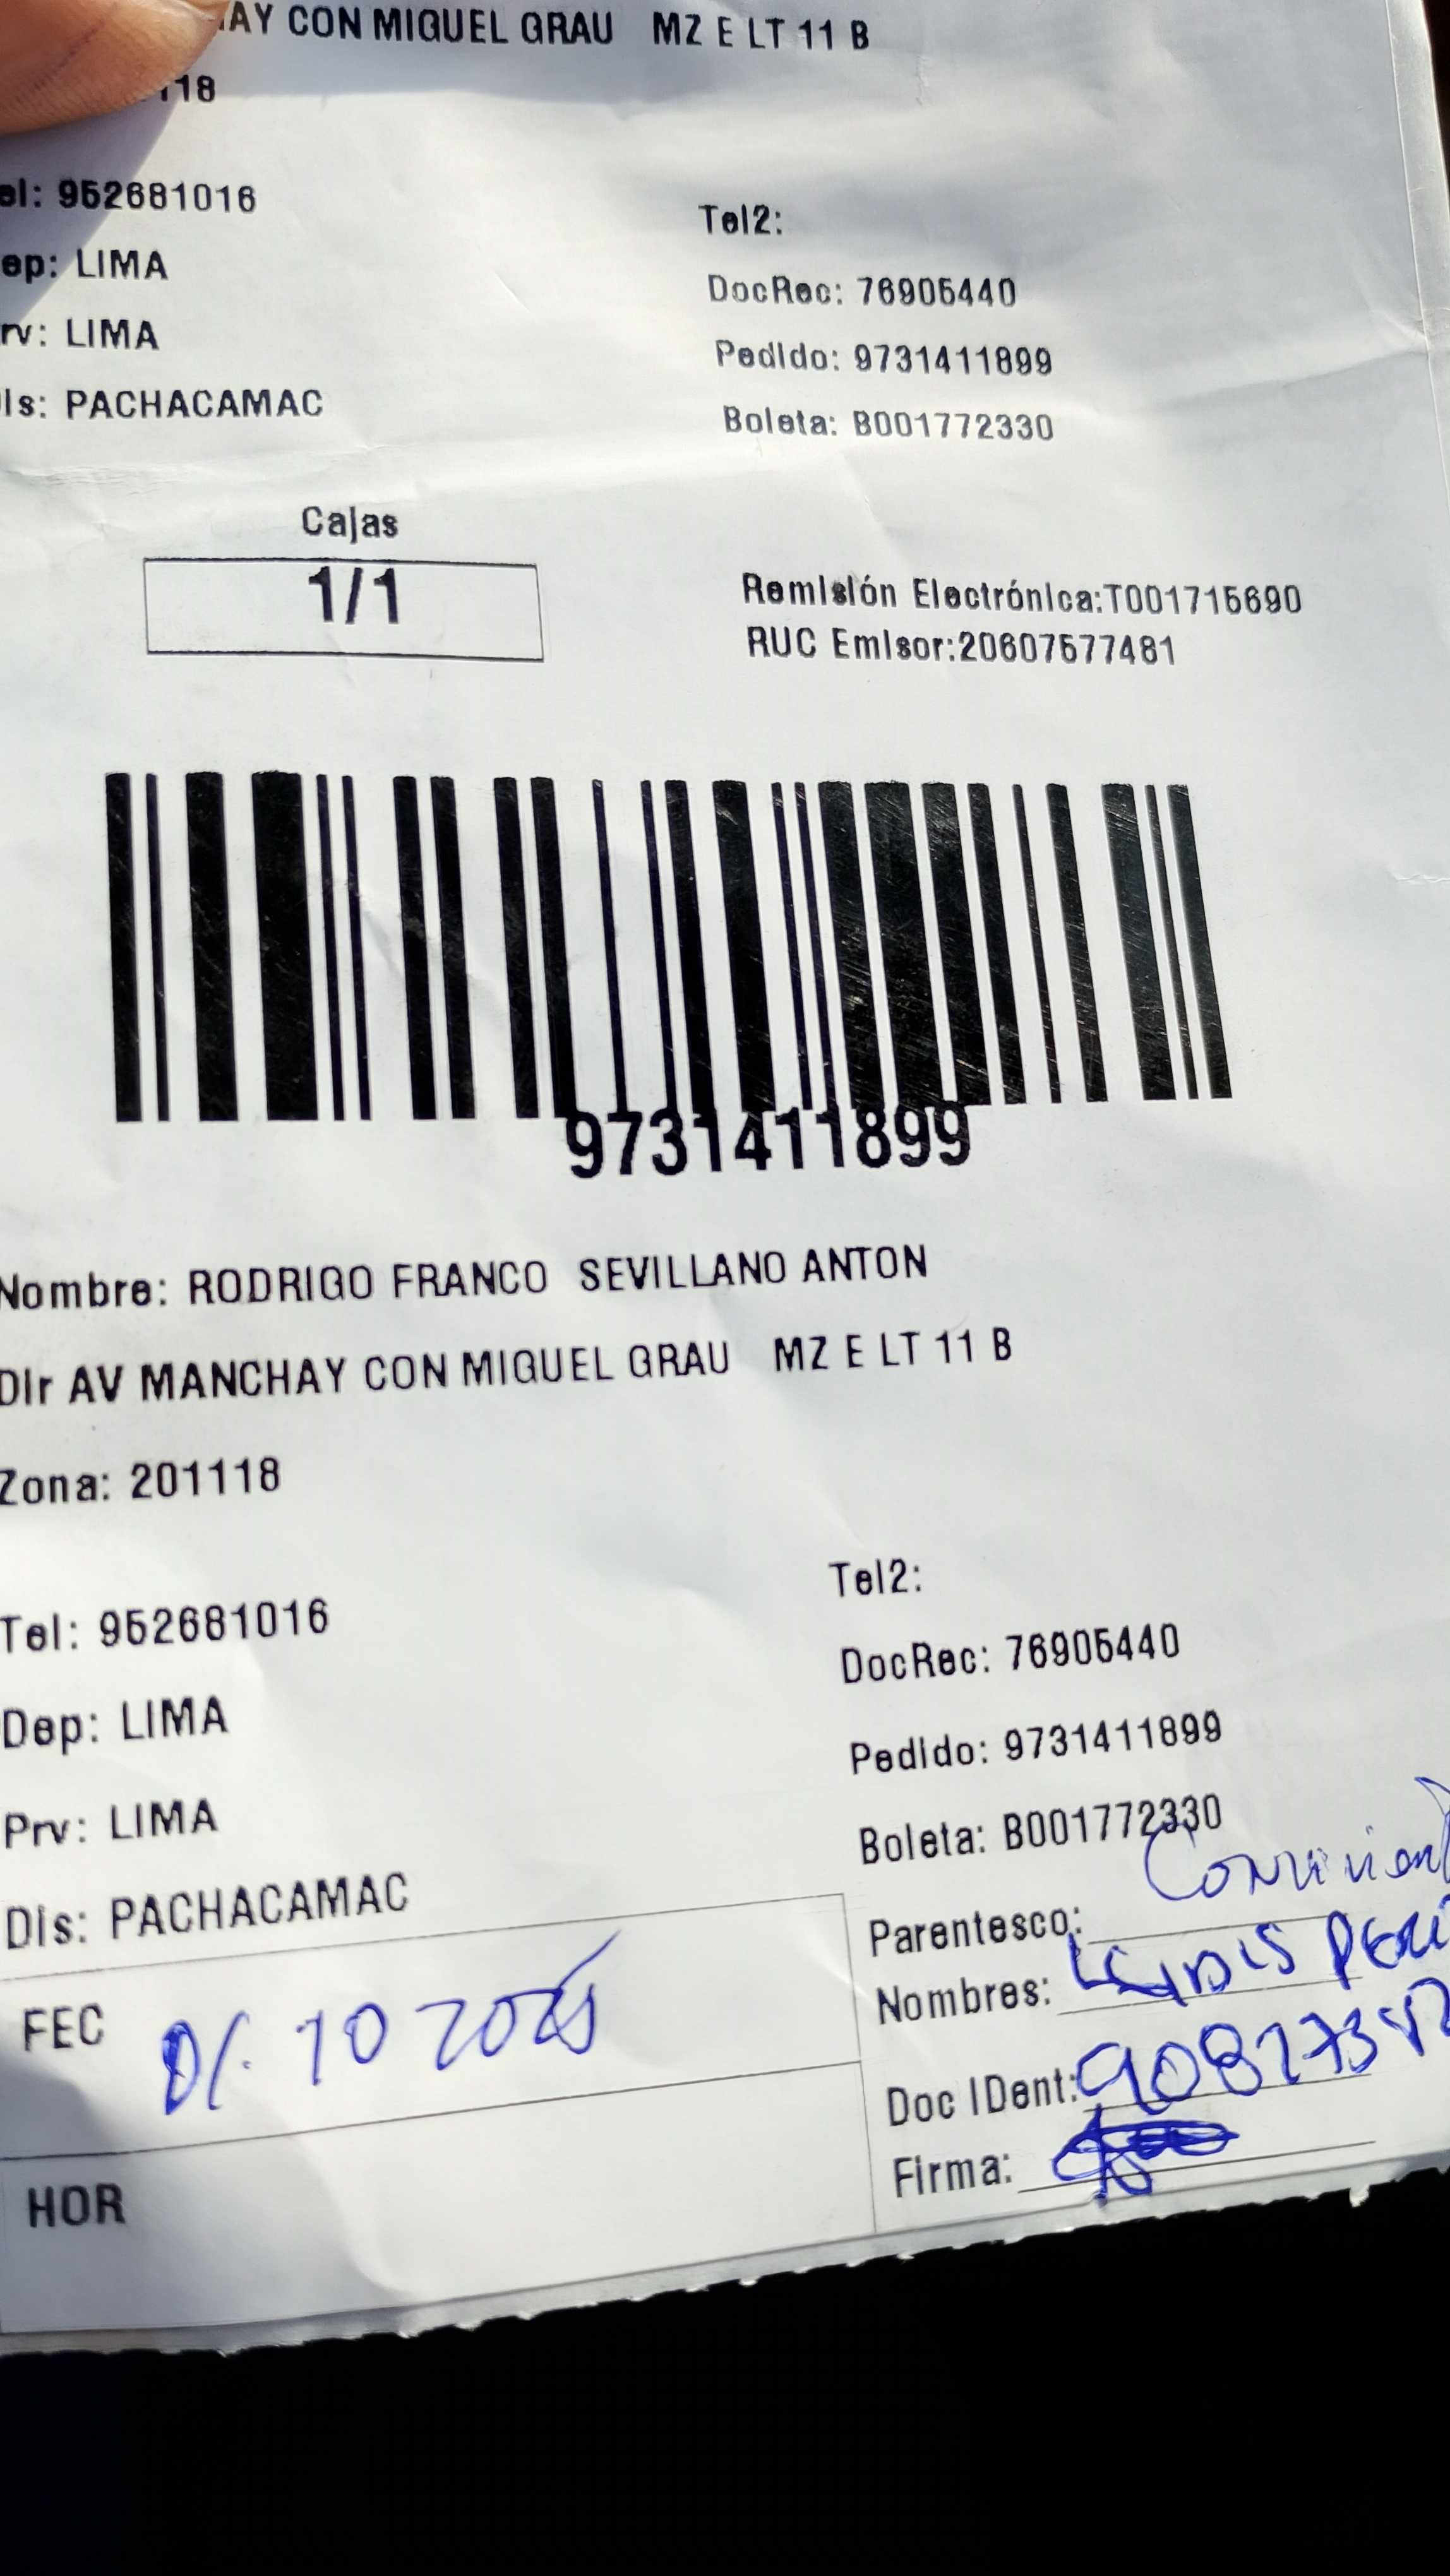 AY CON MIGUEL GRAU MZ E LT 11 B
118
el: 952681016
Tel2:
ep: LIMA
DocRec: 76905440
rv: LIMA
Pedido: 9731411899
is: PACHACAMAC
Boleta: B001772330
Cajas
1/1
Remisión Electrónica:T001715690
RUC Emisor:20607577481
9731411899
Nombre: RODRIGO FRANCO SEVILLANO ANTON
Dir AV MANCHAY CON MIGUEL GRAU MZ E LT 11 B
Zona: 201118
Tel: 952681016
Tel2:
Dep: LIMA
DocRec: 76905440
Prv: LIMA
Pedido: 9731411899
Dis: PACHACAMAC
Boleta: B001772330
Parentesco:
FEC
Nombres:
Doc IDent:
HOR
Firma: